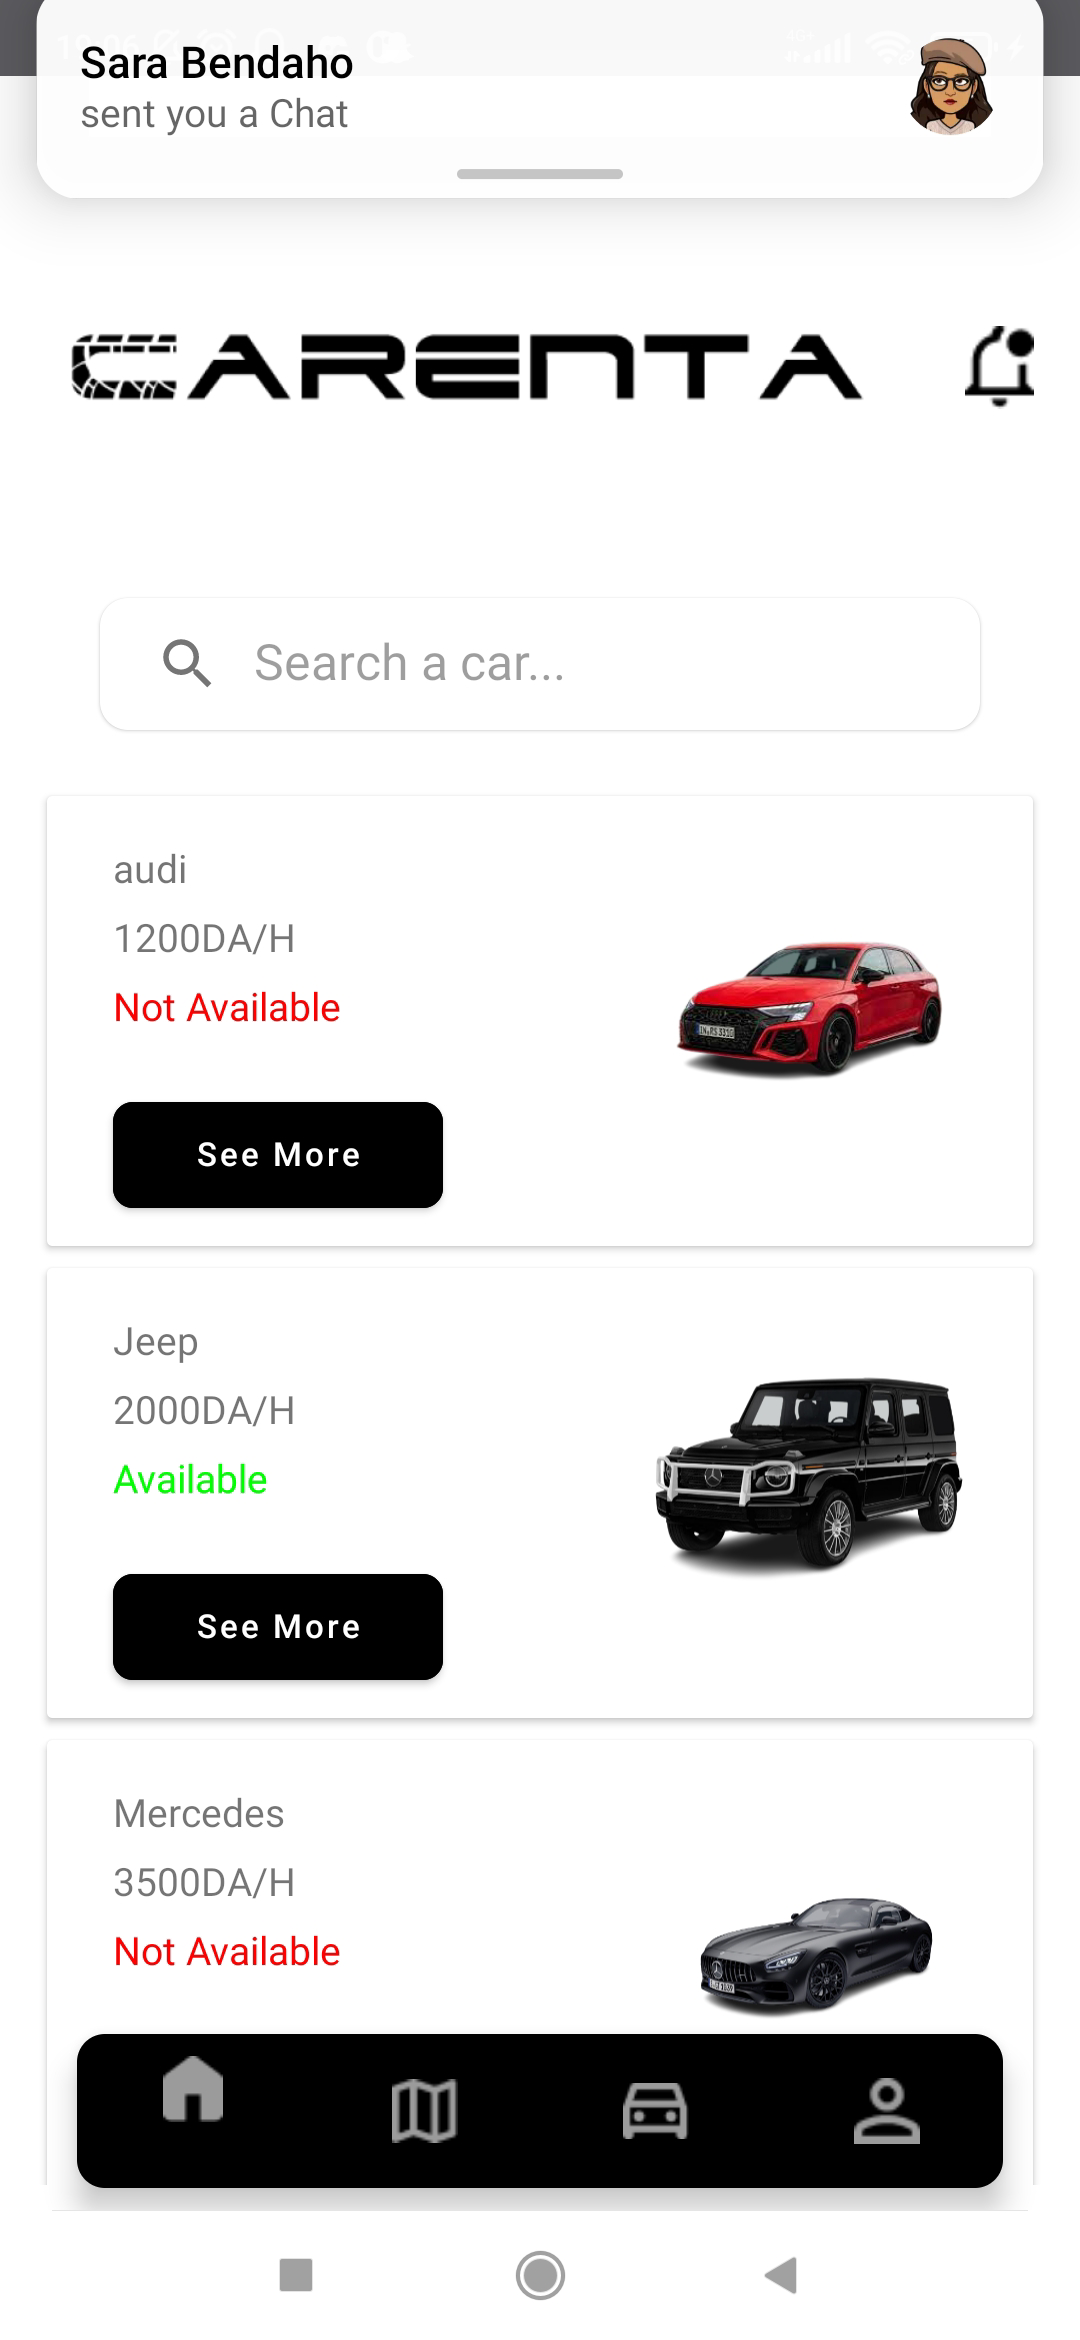 Sara Bendaho
sent you a Chat
CARENTA
Search a car...
audi
1200DA/H
Not Available
See More
Jeep
2000DA/H
Available
See More
Mercedes
3500DA/H
Not Available